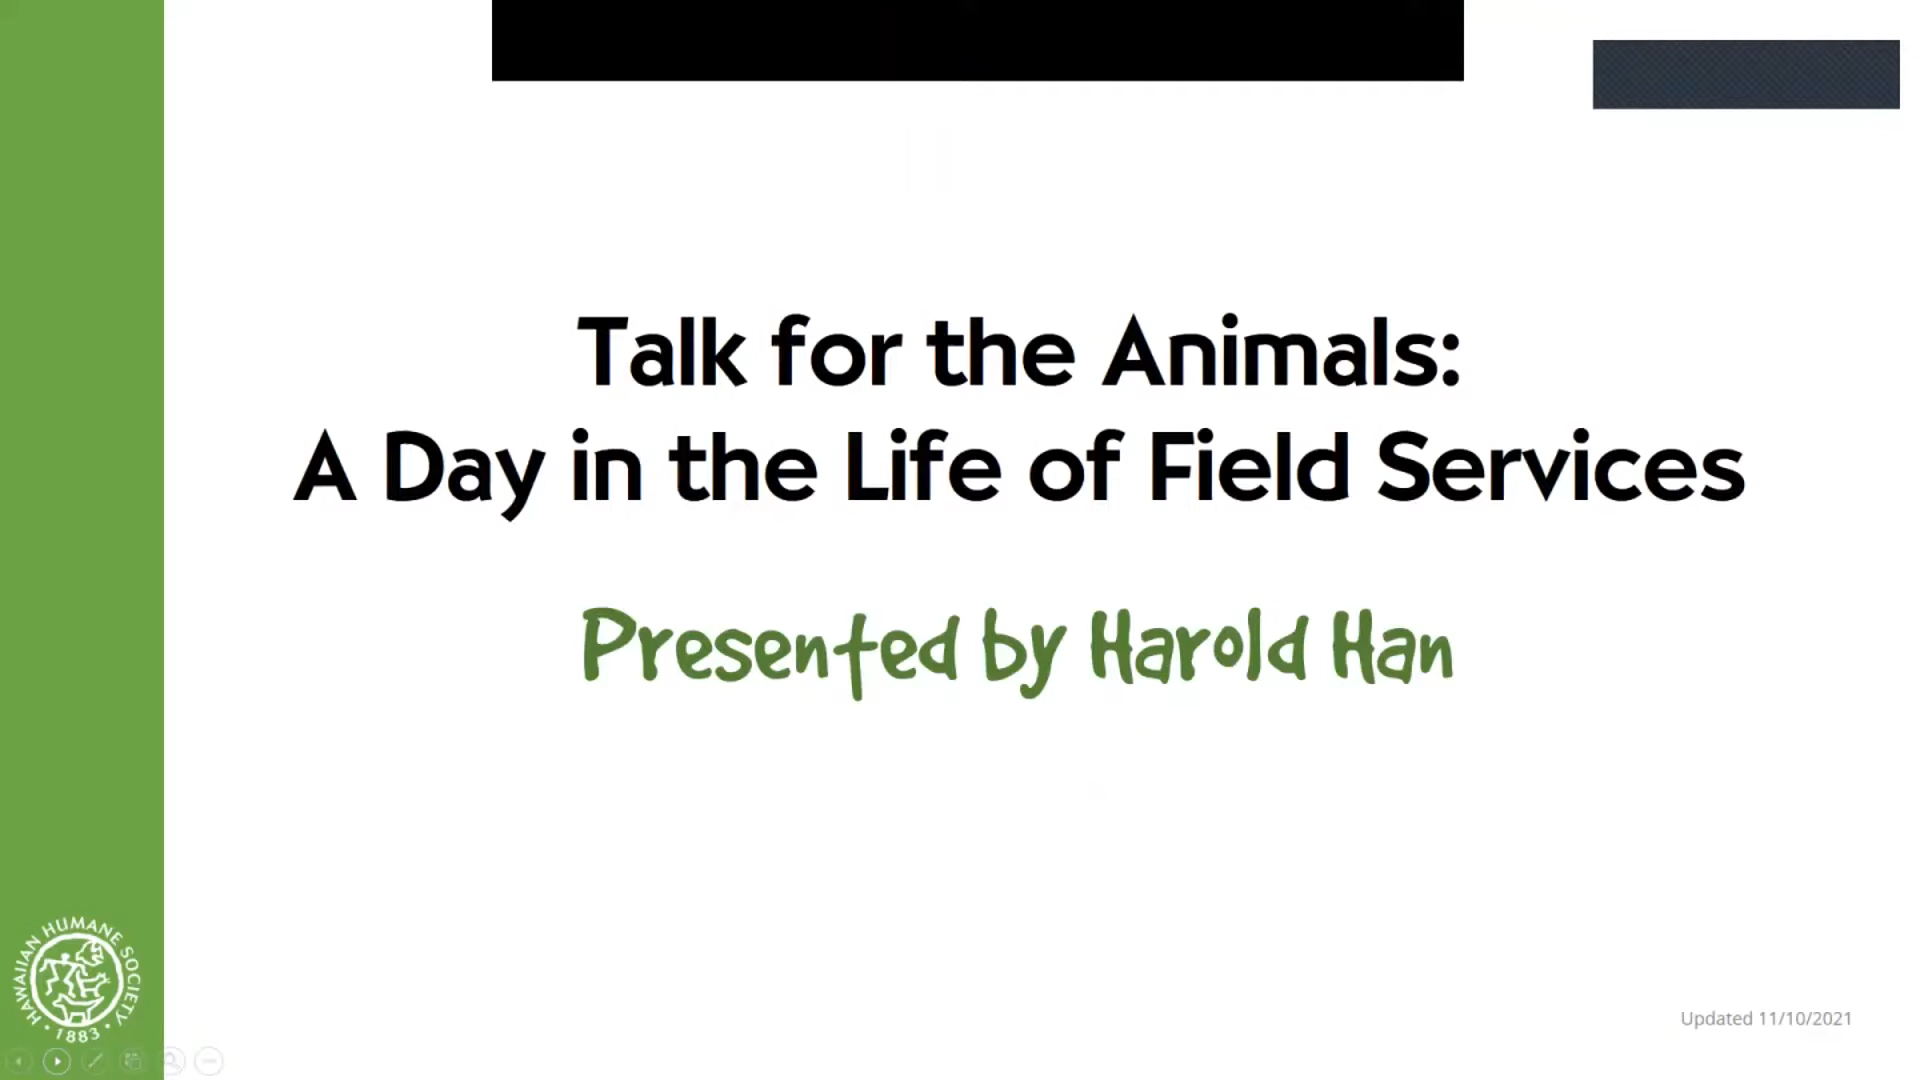 Talk for the Animals:
A Day in the Life of Field Services
Presented by Harold Han
HAWAIIAN HUMANE SOCIETY
• 1883 •
Updated 11/10/2021